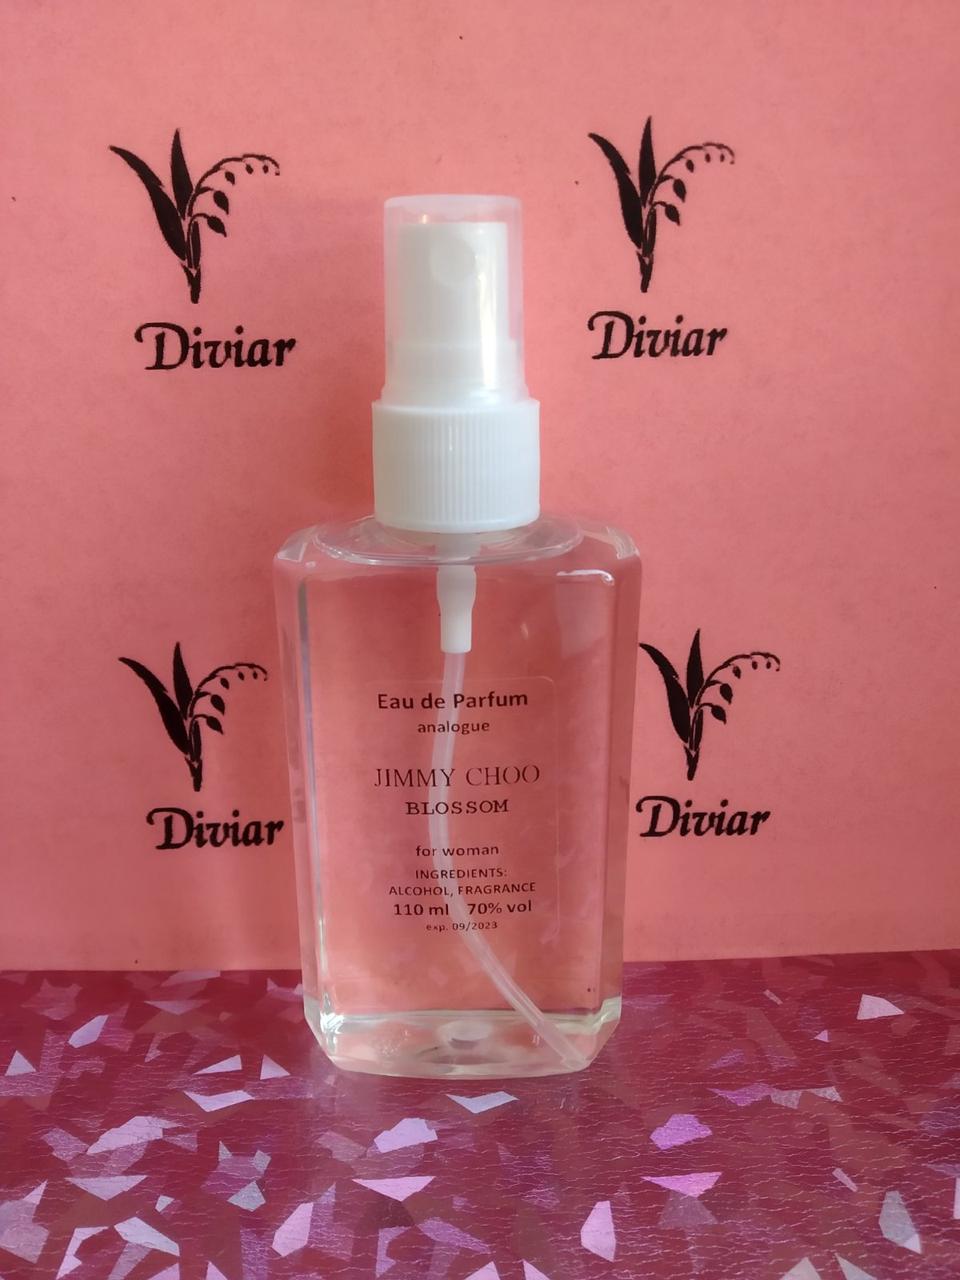 Diviar
Diviar
Eau de Parfum
analogue
JIMMY CHOO
BLOSSOM
for woman
INGREDIENTS:
ALCOHOL, FRAGRANCE
110 ml 70% vol
exp. 09/2023
Diviar
Diviar